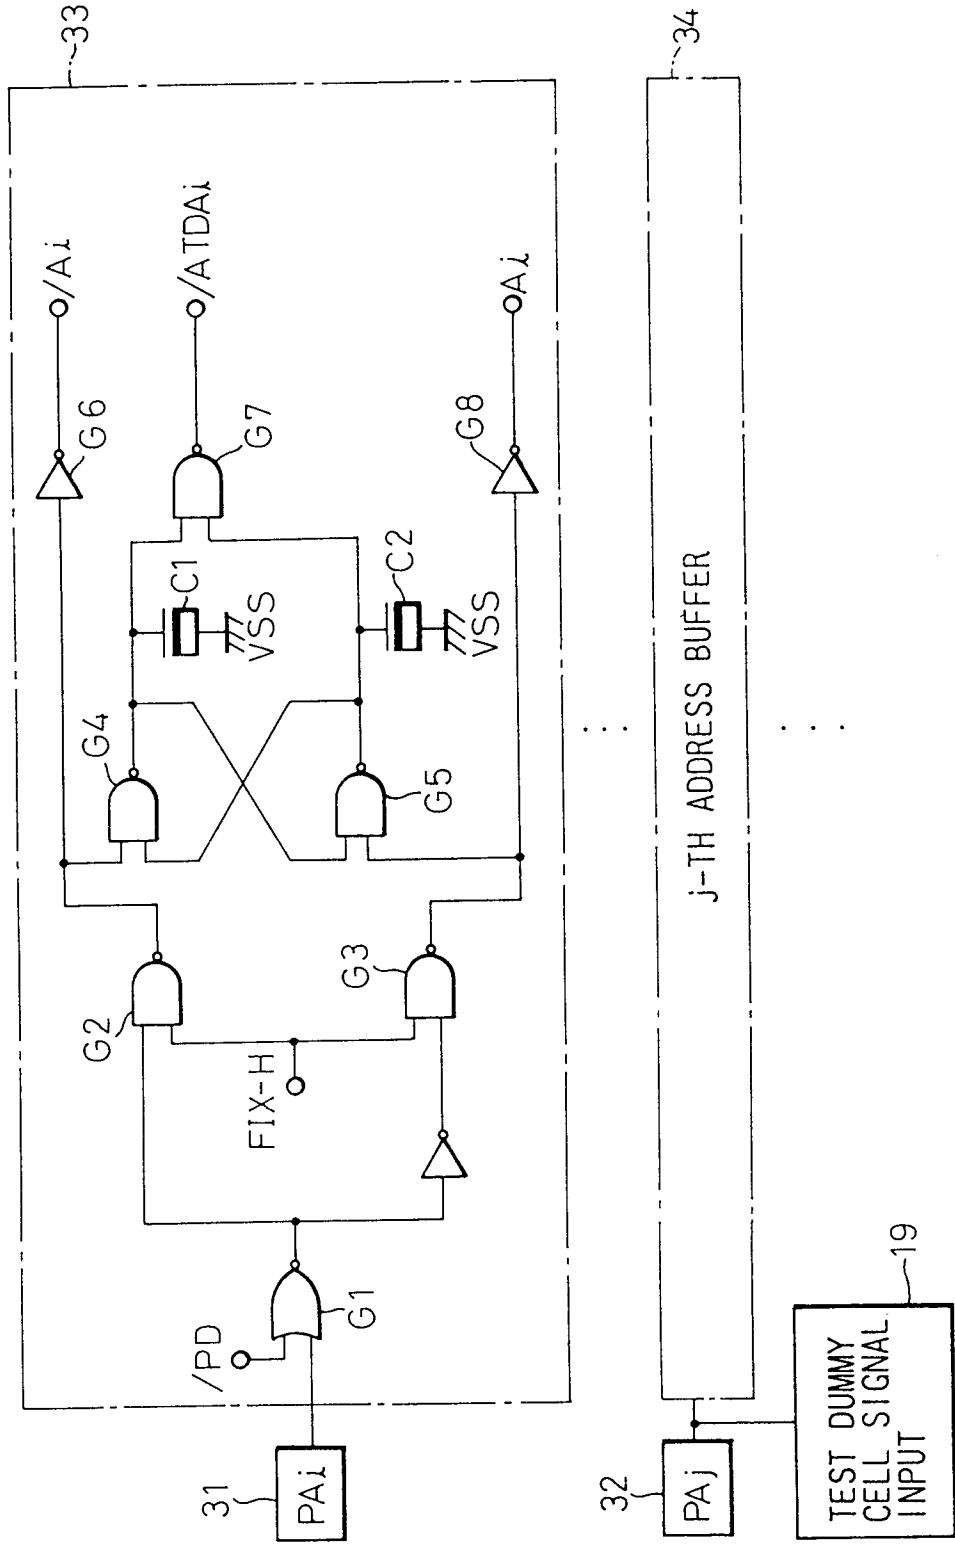 33
/Ai
G6
/ATDAi
G7
G4
C1
VSS
G2
FIX-H
C2
VSS
G5
G3
G8
Ai
/PD
G1
31
PAi
34
j-TH ADDRESS BUFFER
32
PAj
19
TEST DUMMY
CELL SIGNAL
INPUT